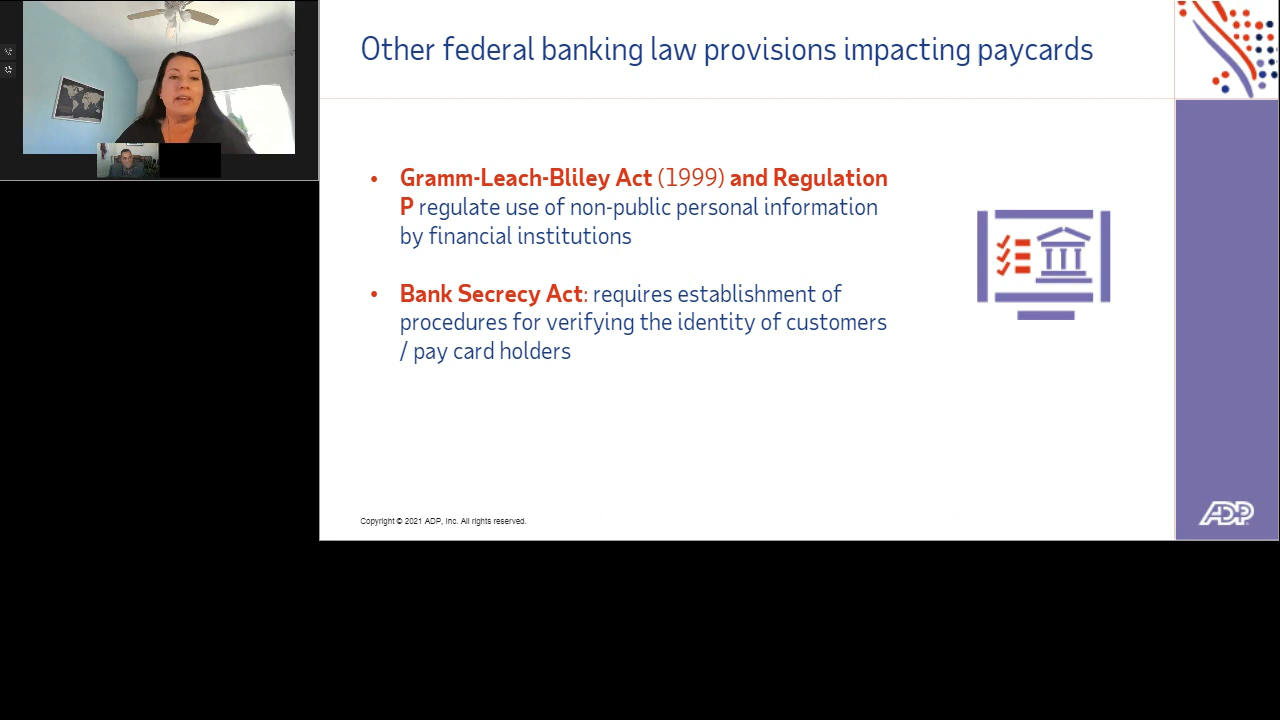 Other federal banking law provisions impacting paycards
• Gramm-Leach-Bliley Act (1999) and Regulation
P regulate use of non-public personal information
by financial institutions
• Bank Secrecy Act: requires establishment of
procedures for verifying the identity of customers
/ pay card holders
Copyright © 2021 ADP, Inc. All rights reserved.
ADP